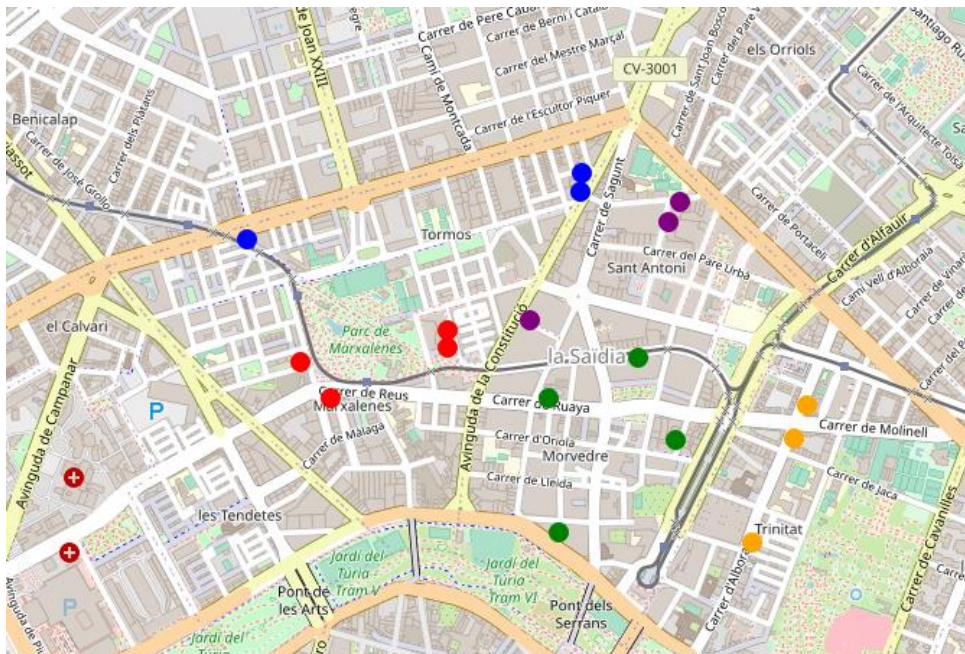 Carrer de Pere Cabanes
Carrer de Berni i Català
Carrer del Mestre Marçal
Camí de Montcada
de Joan XXIII
CV-3001
Carrer de Sant Joan Bosco
els Orriols
Santiago Rus
Carrer de l'Arquitecte Tolsà
Benicalap
Carrer dels Plàtans
Carrer de José Grollo
Carrer de l'Escultor Piquer
Carrer de Sagunt
Tormos
Carrer del Pare Urbà
Sant Antoni
Carrer de Portaceli
Carrer d'Alfauir
Camí Vell d'Alboraia
el Calvari
Parc de
Marxalenes
Avinguda de la Constitució
la Saïdia
Avinguda de Campanar
P
Carrer de Reus
Marxalenes
Carrer de Ruaya
Carrer de Màlaga
Carrer d'Oriola
Morvedre
Carrer de Lleida
Carrer de Molinell
Carrer de Jaca
les Tendetes
Trinitat
Carrer de Cavanilles
Jardí del
Túria
Tram V
Jardí del
Túria
Tram VI
Pont de
les Arts
Pont dels
Serrans
Carrer d'Albora
P
Avinguda de Pí
Jardí del
Túria